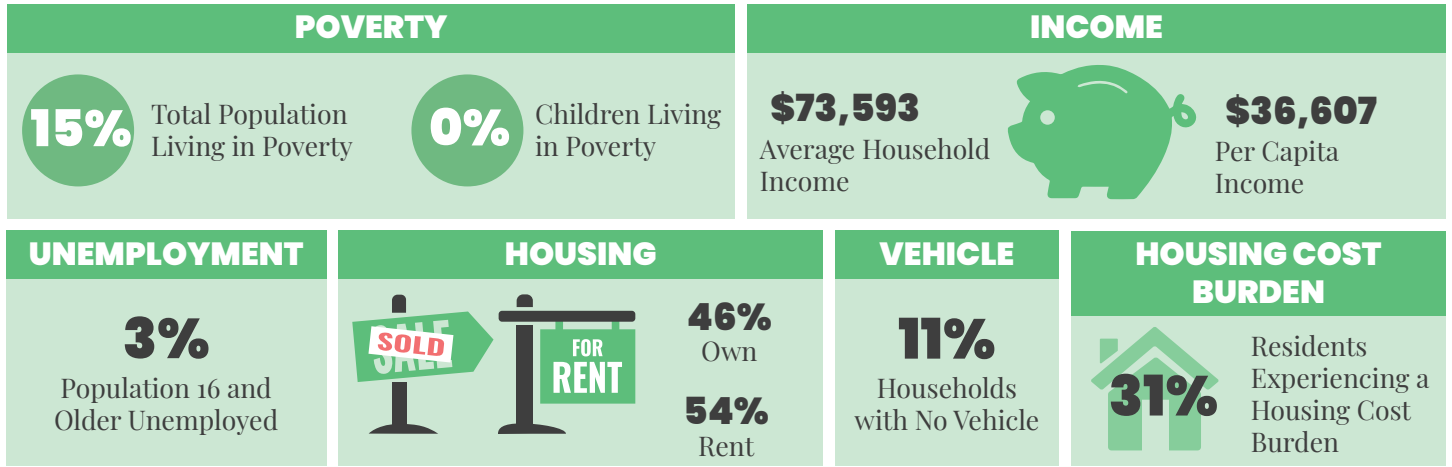 POVERTY
15%
Total Population
Living in Poverty
0%
Children Living
in Poverty
INCOME
$73,593
Average Household
Income
$36,607
Per Capita
Income
UNEMPLOYMENT
3%
Population 16 and
Older Unemployed
HOUSING
SALE
SOLD
FOR
RENT
46%
Own
54%
Rent
VEHICLE
11%
Households
with No Vehicle
HOUSING COST
BURDEN
31%
Residents
Experiencing a
Housing Cost
Burden